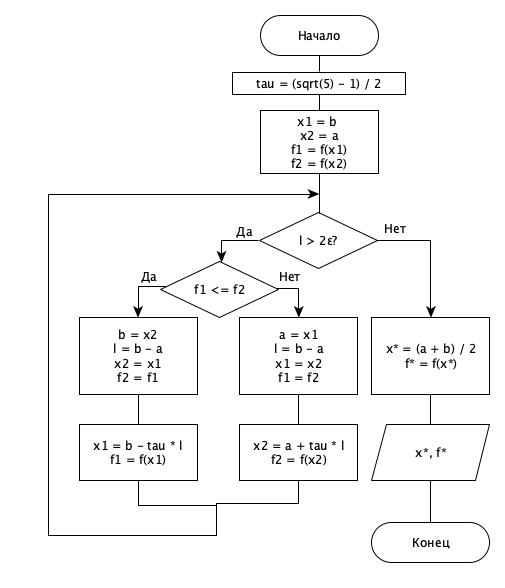 Начало
tau = (sqrt(5) - 1) / 2
x1 = b
x2 = a
f1 = f(x1)
f2 = f(x2)
l > 2ε?
Да
Нет
f1 <= f2
Да
Нет
b = x2
l = b - a
x2 = x1
f2 = f1
a = x1
l = b - a
x1 = x2
f1 = f2
x* = (a + b) / 2
f* = f(x*)
x1 = b - tau * l
f1 = f(x1)
x2 = a + tau * l
f2 = f(x2)
x*, f*
Конец